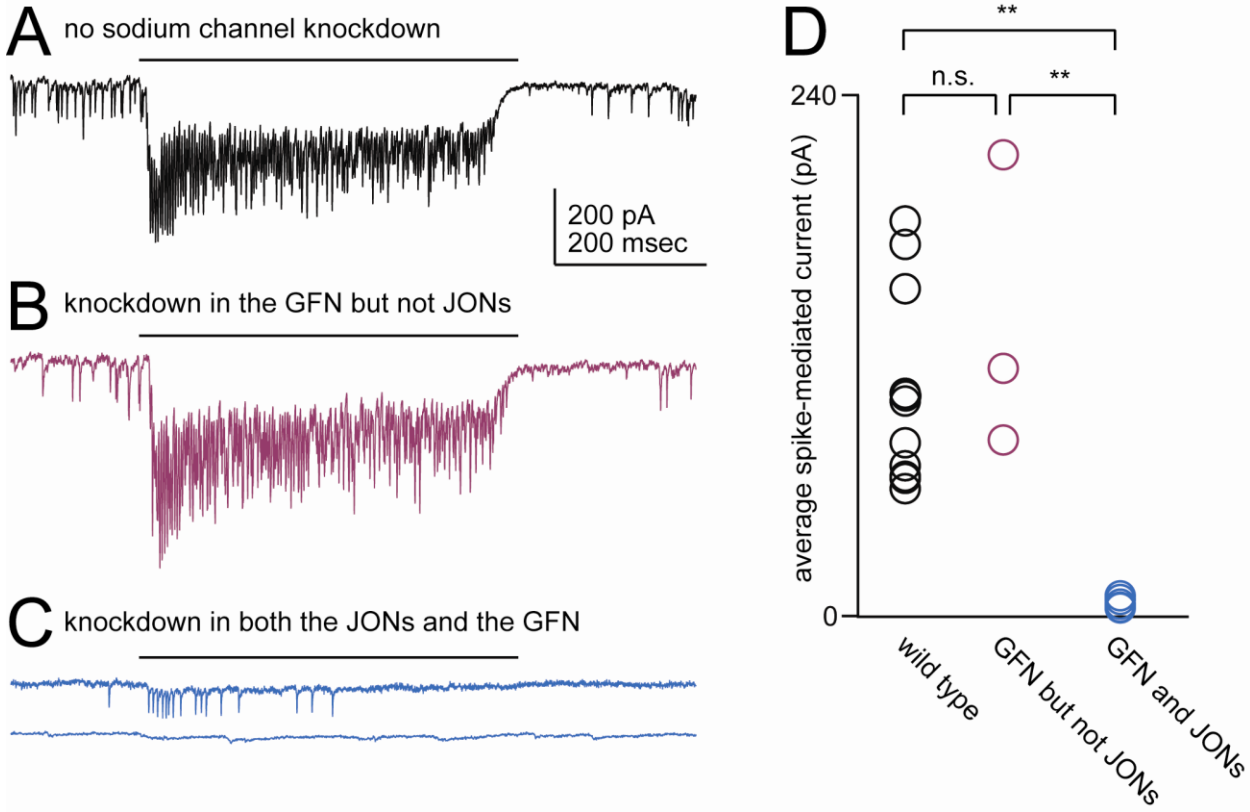 A no sodium channel knockdown
200 pA
200 msec
B knockdown in the GFN but not JONs
C knockdown in both the JONs and the GFN
D
**
n.s. **
240
average spike-mediated current (pA)
0
wild type
GFN but not JONs
GFN and JONs